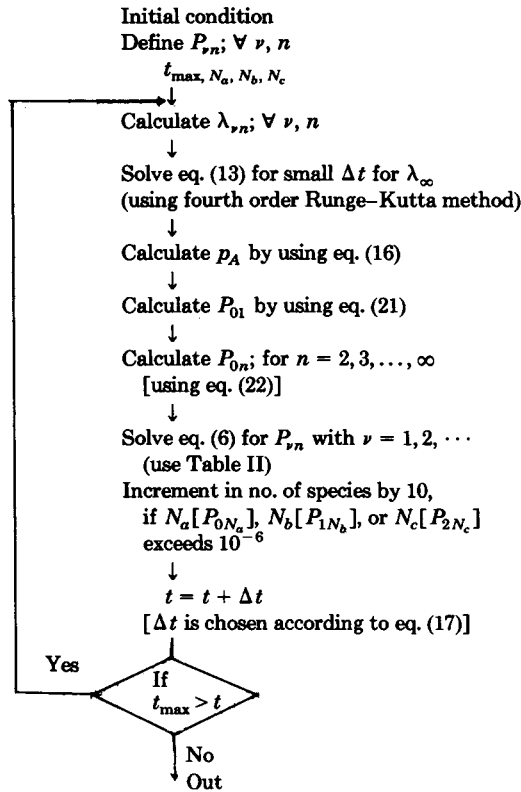 Initial condition
Define P_νn; ∀ ν, n
t_max, N_a, N_b, N_c
Calculate λ_νn; ∀ ν, n
Solve eq. (13) for small Δt for λ_∞
(using fourth order Runge–Kutta method)
Calculate p_A by using eq. (16)
Calculate P_01 by using eq. (21)
Calculate P_0n; for n = 2, 3, ..., ∞
[using eq. (22)]
Solve eq. (6) for P_νn with ν = 1, 2, ···
(use Table II)
Increment in no. of species by 10,
if N_a[P_0N_a], N_b[P_1N_b], or N_c[P_2N_c]
exceeds 10^−6
t = t + Δt
[Δt is chosen according to eq. (17)]
Yes
If
t_max > t
No
Out